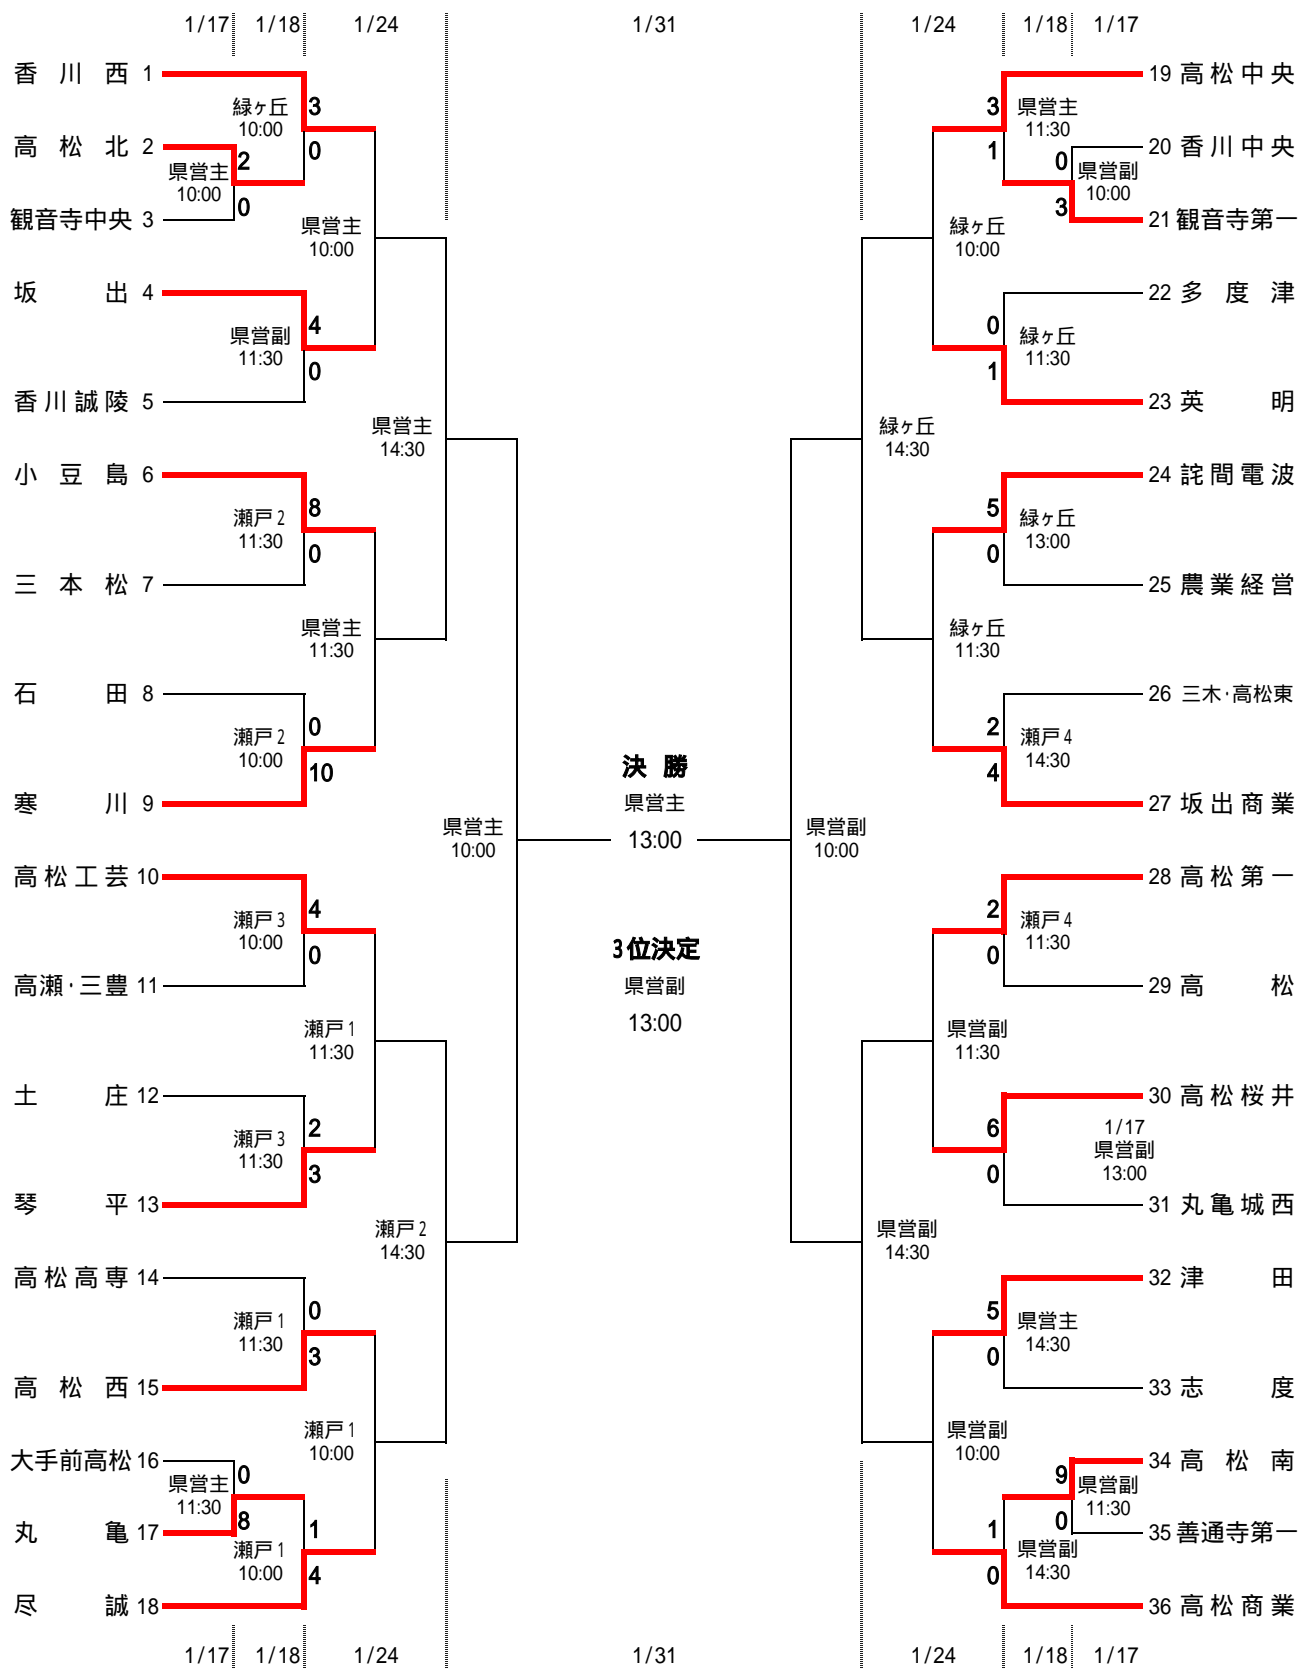 1/17 1/18 1/24 1/31 1/24 1/18 1/17
香川西 1
緑ヶ丘
10:00
3
0
高松北 2
県営主
10:00
2
0
観音寺中央 3
県営主
10:00
坂出 4
県営副
11:30
4
0
香川誠陵 5
県営主
14:30
小豆島 6
瀬戸2
11:30
8
0
三本松 7
県営主
11:30
石田 8
瀬戸2
10:00
0
10
寒川 9
県営主
10:00
高松工芸 10
瀬戸3
10:00
4
0
高瀬・三豊 11
瀬戸1
11:30
土庄 12
瀬戸3
11:30
2
3
琴平 13
瀬戸2
14:30
高松高専 14
瀬戸1
11:30
0
3
高松西 15
瀬戸1
10:00
大手前高松 16
県営主
11:30
0
8
丸亀 17
瀬戸1
10:00
1
4
尽誠 18
決勝
県営主
13:00
3位決定
県営副
13:00
19 高松中央
3
1
県営主
11:30
20 香川中央
0
3
県営副
10:00
21 観音寺第一
緑ヶ丘
10:00
22 多度津
0
1
緑ヶ丘
11:30
23 英明
緑ヶ丘
14:30
24 詫間電波
5
0
緑ヶ丘
13:00
25 農業経営
緑ヶ丘
11:30
26 三木・高松東
2
4
瀬戸4
14:30
27 坂出商業
県営副
10:00
28 高松第一
2
0
瀬戸4
11:30
29 高松
県営副
11:30
30 高松桜井
6
0
1/17
県営副
13:00
31 丸亀城西
県営副
14:30
32 津田
5
0
県営主
14:30
33 志度
県営副
10:00
34 高松南
9
0
県営副
11:30
35 善通寺第一
1
0
県営副
14:30
36 高松商業
1/17 1/18 1/24 1/31 1/24 1/18 1/17